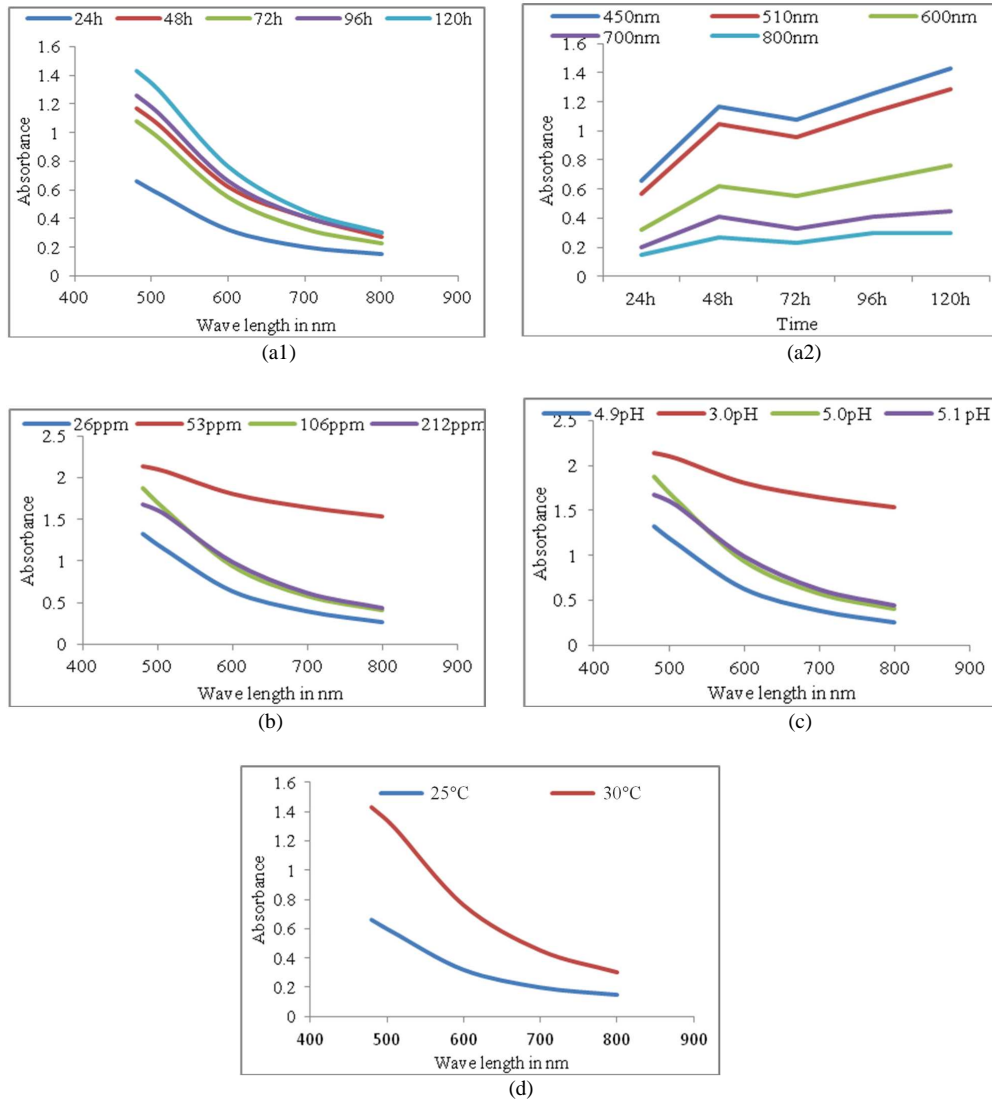 24h 48h 72h 96h 120h
1.6
1.4
1.2
1
0.8
0.6
0.4
0.2
0
Absorbance
400 500 600 700 800 900
Wave length in nm
(a1)
450nm 510nm 600nm
700nm 800nm
1.6
1.4
1.2
1
0.8
0.6
0.4
0.2
0
Absorbance
24h 48h 72h 96h 120h
Time
(a2)
26ppm 53ppm 106ppm 212ppm
2.5
2
1.5
1
0.5
0
Absorbance
400 500 600 700 800 900
Wave length in nm
(b)
4.9pH 3.0pH 5.0pH 5.1 pH
2.5
2
1.5
1
0.5
0
Absorbance
400 500 600 700 800 900
Wave length in nm
(c)
25°C 30°C
1.6
1.4
1.2
1
0.8
0.6
0.4
0.2
0
Absorbance
400 500 600 700 800 900
Wave length in nm
(d)